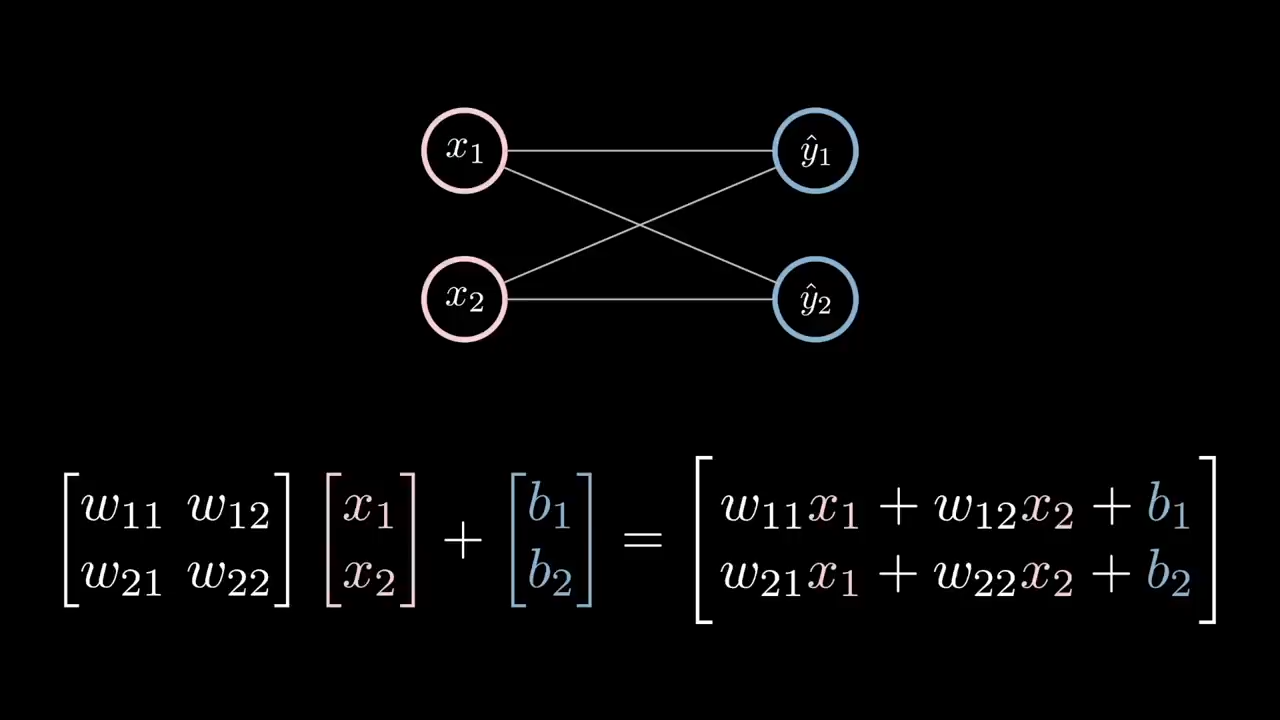 x₁ ŷ₁
x₂ ŷ₂
[w₁₁ w₁₂] [x₁] + [b₁] = [w₁₁x₁ + w₁₂x₂ + b₁]
[w₂₁ w₂₂] [x₂] [b₂] [w₂₁x₁ + w₂₂x₂ + b₂]